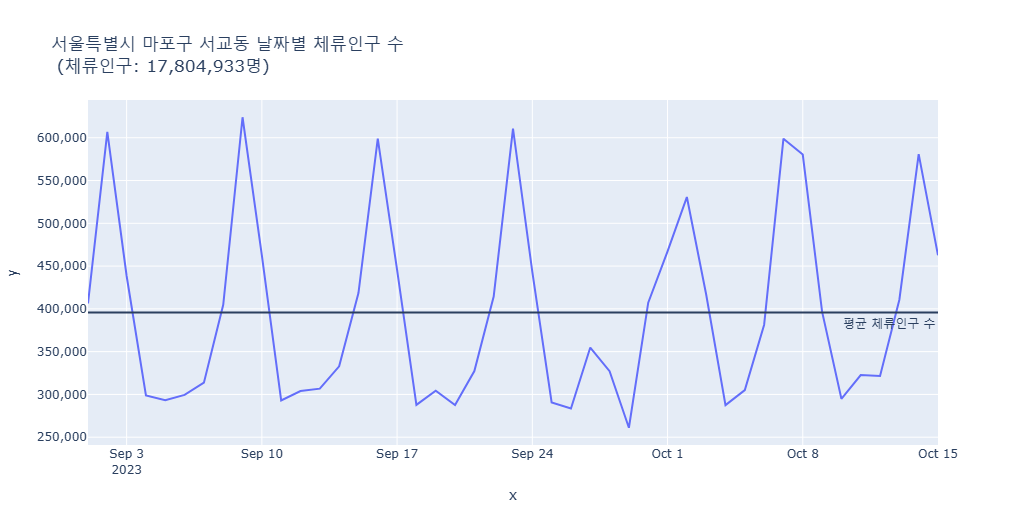 서울특별시 마포구 서교동 날짜별 체류인구 수
(체류인구: 17,804,933명)
600,000
550,000
500,000
450,000
400,000
350,000
300,000
250,000
y
평균 체류인구 수
Sep 3 Sep 10 Sep 17 Sep 24 Oct 1 Oct 8 Oct 15
2023
x